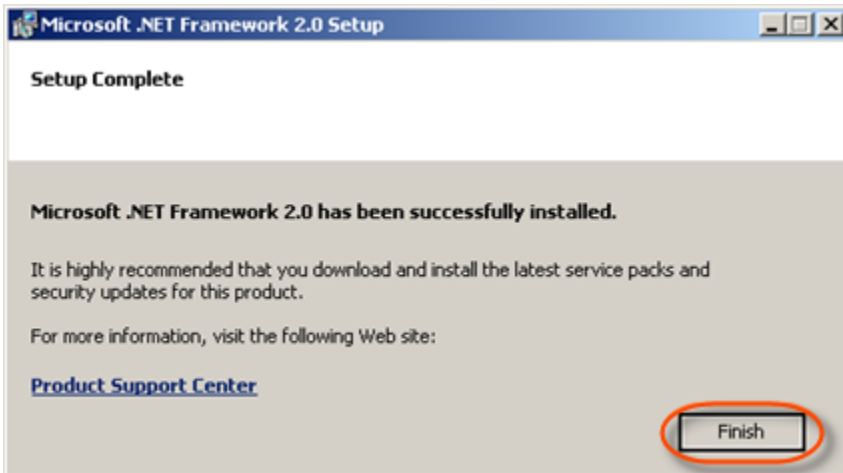 Microsoft .NET Framework 2.0 Setup
Setup Complete
Microsoft .NET Framework 2.0 has been successfully installed.
It is highly recommended that you download and install the latest service packs and
security updates for this product.
For more information, visit the following Web site:
Product Support Center
Finish